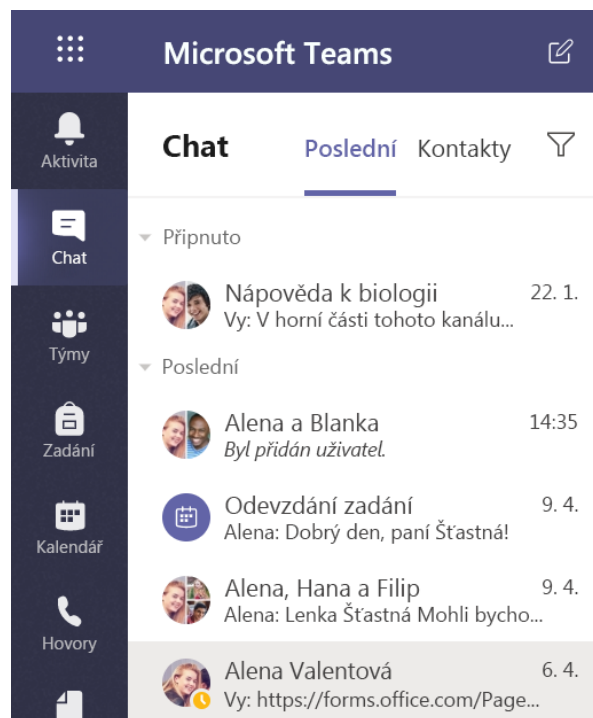 Microsoft Teams
Aktivita
Chat
Týmy
Zadání
Kalendář
Hovory
Chat Poslední Kontakty
Připnuto
Nápověda k biologii 22. 1.
Vy: V horní části tohoto kanálu...
Poslední
Alena a Blanka 14:35
Byl přidán uživatel.
Odevzdání zadání 9. 4.
Alena: Dobrý den, paní Šťastná!
Alena, Hana a Filip 9. 4.
Alena: Lenka Šťastná Mohli bycho...
Alena Valentová 6. 4.
Vy: https://forms.office.com/Page...